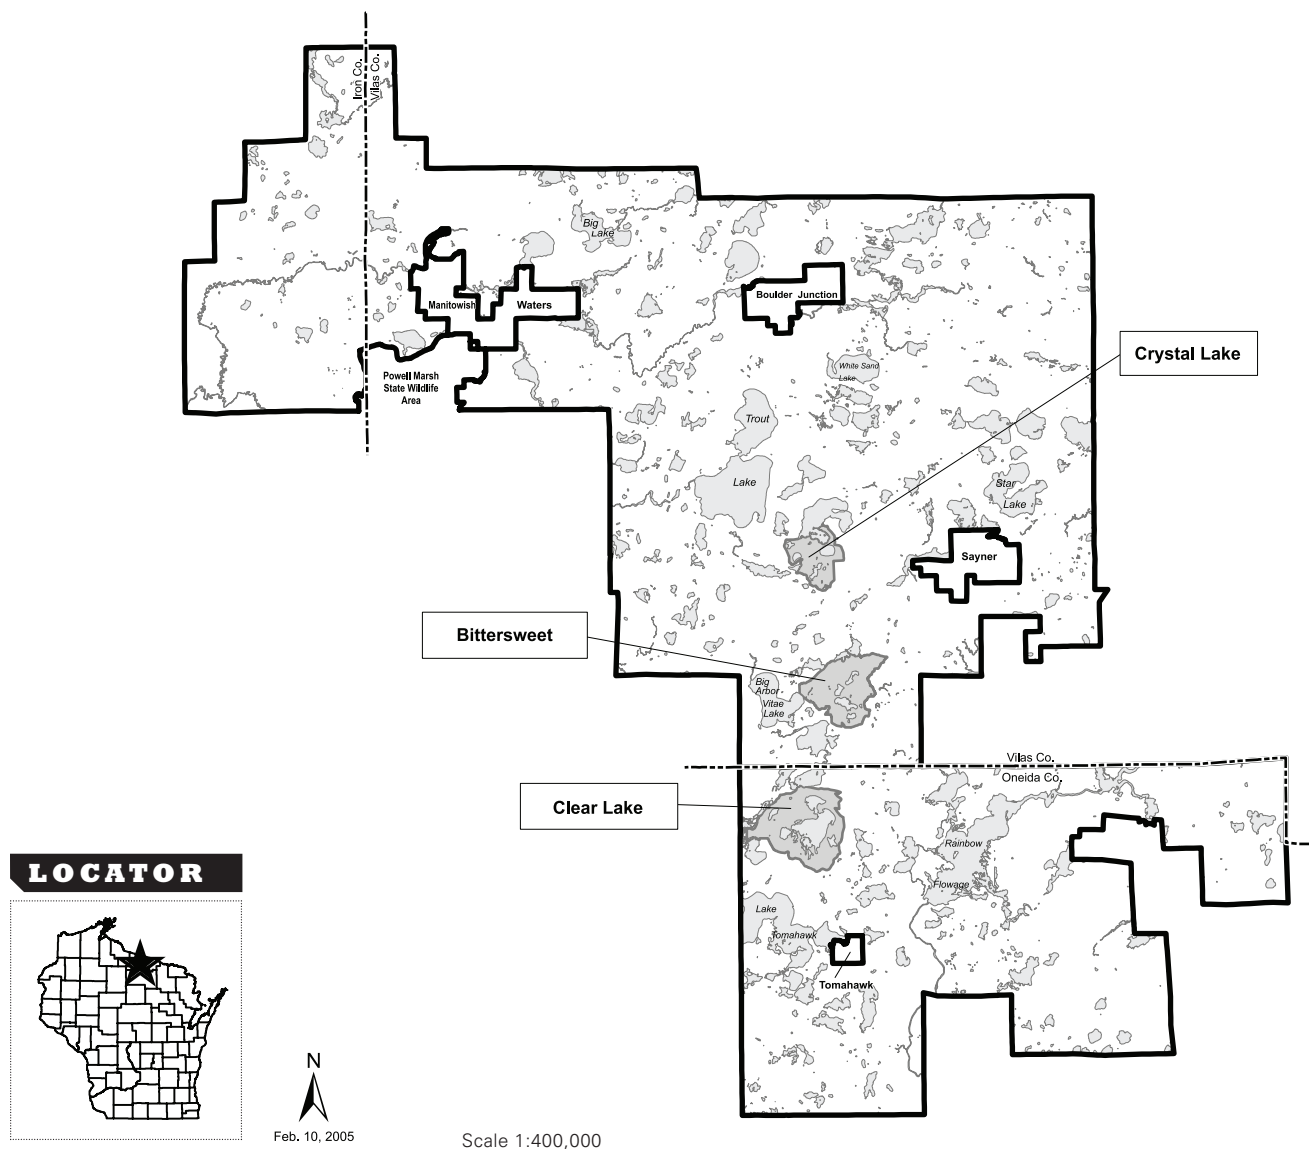 Iron Co.
Vilas Co.
Big
Lake
Manitowish
Waters
Boulder Junction
Powell Marsh
State Wildlife
Area
White Sand
Lake
Crystal Lake
Trout
Lake
Star
Lake
Sayner
Bittersweet
Big
Arbor
Vitae
Lake
Vilas Co.
Oneida Co.
Clear Lake
Rainbow
Flowage
LOCATOR
Lake
Tomahawk
Tomahawk
N
Feb. 10, 2005
Scale 1:400,000